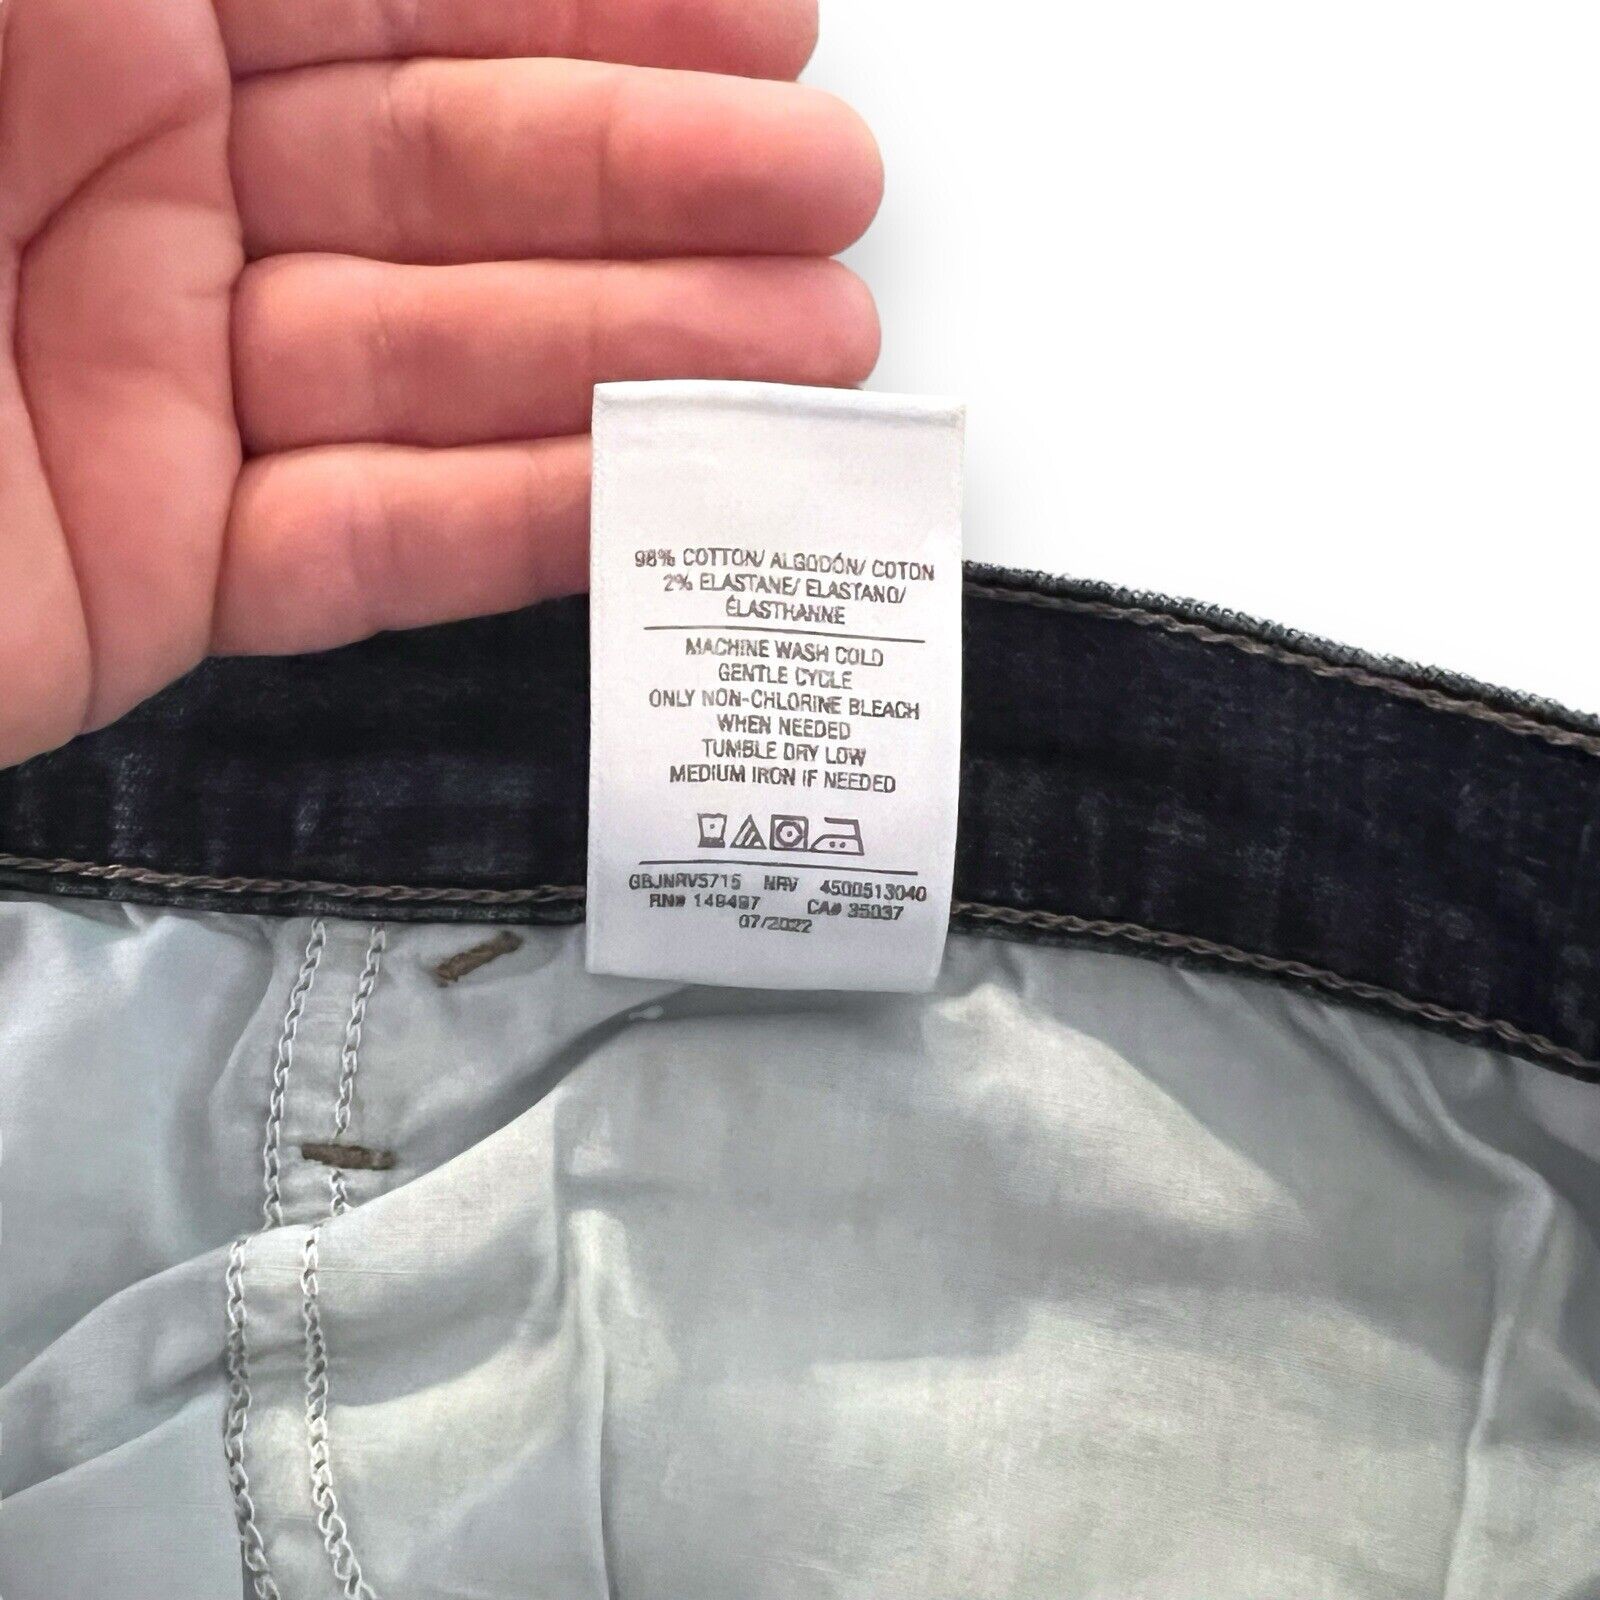 98% COTTON/ ALGODÓN/ COTON
2% ELASTANE/ ELASTANO/
ÉLASTHANNE
MACHINE WASH COLD
GENTLE CYCLE
ONLY NON-CHLORINE BLEACH
WHEN NEEDED
TUMBLE DRY LOW
MEDIUM IRON IF NEEDED
GBJNRV5715 NRV 4500513040
RN# 148497 CA# 35037
07/2022